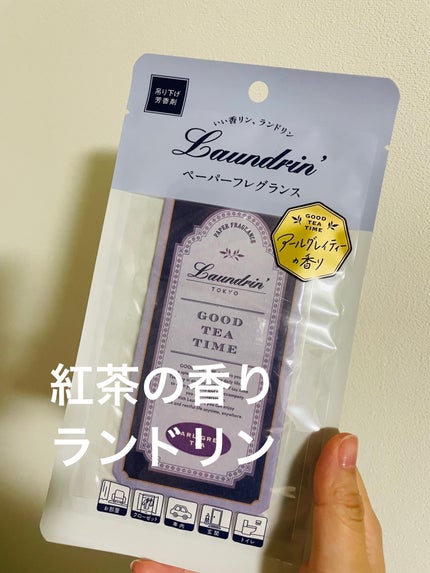 吊り下げ
芳香剤
いい香リン、ランドリン
Laundrin'
ペーパーフレグランス
GOOD
TEA
TIME
アールグレイティー
の香り
PAPER FRAGRANCE
Laundrin'
TOKYO
GOOD
TEA
TIME
紅茶の香り
ランドリン
TEA
お部屋
クローゼット
車内
玄関
トイレ